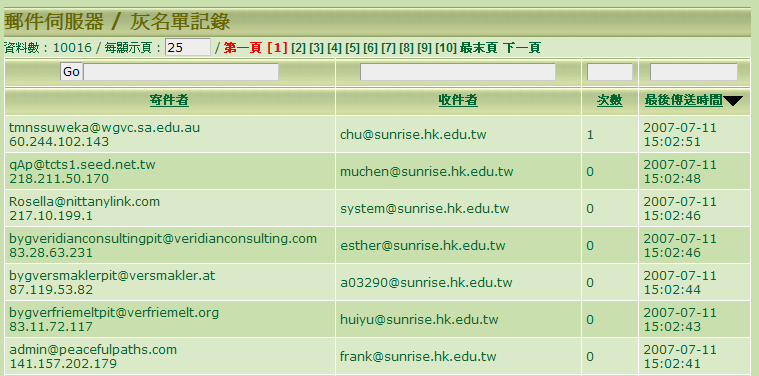 郵件伺服器 / 灰名單記錄
資料數：10016 / 每顯示頁：25 / 第一頁 [1] [2] [3] [4] [5] [6] [7] [8] [9] [10] 最末頁 下一頁
Go
寄件者 收件者 次數 最後傳送時間
tmnssuweka@wgvc.sa.edu.au
60.244.102.143
chu@sunrise.hk.edu.tw
1
2007-07-11
15:02:51
qAp@tcts1.seed.net.tw
218.211.50.170
muchen@sunrise.hk.edu.tw
0
2007-07-11
15:02:48
Rosella@nittanylink.com
217.10.199.1
system@sunrise.hk.edu.tw
0
2007-07-11
15:02:46
bygveridianconsultingpit@veridianconsulting.com
83.28.63.231
esther@sunrise.hk.edu.tw
0
2007-07-11
15:02:46
bygversmaklerpit@versmakler.at
87.119.53.82
a03290@sunrise.hk.edu.tw
0
2007-07-11
15:02:44
bygverfriemeltpit@verfriemelt.org
83.11.72.117
huiyu@sunrise.hk.edu.tw
0
2007-07-11
15:02:43
admin@peacefulpaths.com
141.157.202.179
frank@sunrise.hk.edu.tw
0
2007-07-11
15:02:41